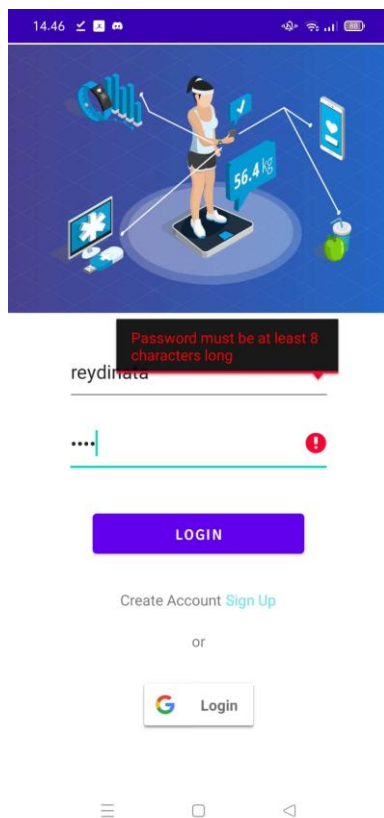 14.46
88
56.4 kg
Password must be at least 8
characters long
reydinata
••••
LOGIN
Create Account Sign Up
or
G Login